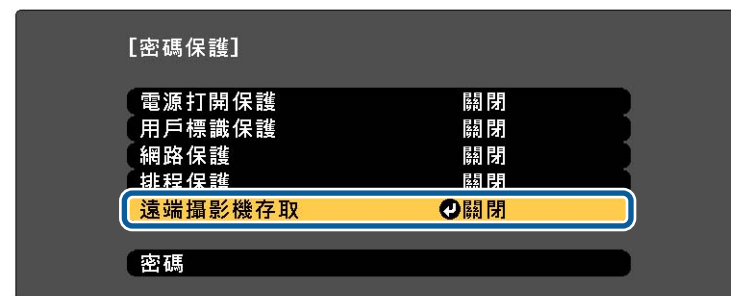 [密碼保護]
電源打開保護 關閉
用戶標識保護 關閉
網路保護 關閉
排程保護 關閉
遠端攝影機存取 關閉
密碼